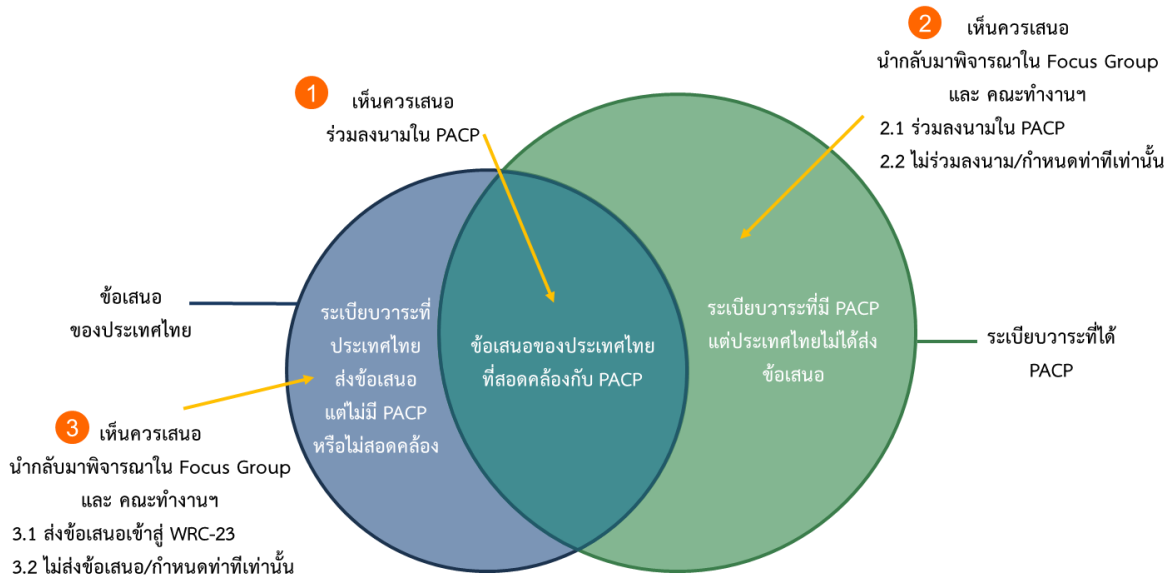 2
เห็นควรเสนอ
นำกลับมาพิจารณาใน Focus Group
และ คณะทำงานฯ
2.1 ร่วมลงนามใน PACP
2.2 ไม่ร่วมลงนาม/กำหนดท่าทีเท่านั้น
1
เห็นควรเสนอ
ร่วมลงนามใน PACP
ข้อเสนอ
ของประเทศไทย
ระเบียบวาระที่
ประเทศไทย
ส่งข้อเสนอ
แต่ไม่มี PACP
หรือไม่สอดคล้อง
ข้อเสนอของประเทศไทย
ที่สอดคล้องกับ PACP
ระเบียบวาระที่มี PACP
แต่ประเทศไทยไม่ได้ส่ง
ข้อเสนอ
ระเบียบวาระที่ได้
PACP
3
เห็นควรเสนอ
นำกลับมาพิจารณาใน Focus Group
และ คณะทำงานฯ
3.1 ส่งข้อเสนอเข้าสู่ WRC-23
3.2 ไม่ส่งข้อเสนอ/กำหนดท่าทีเท่านั้น